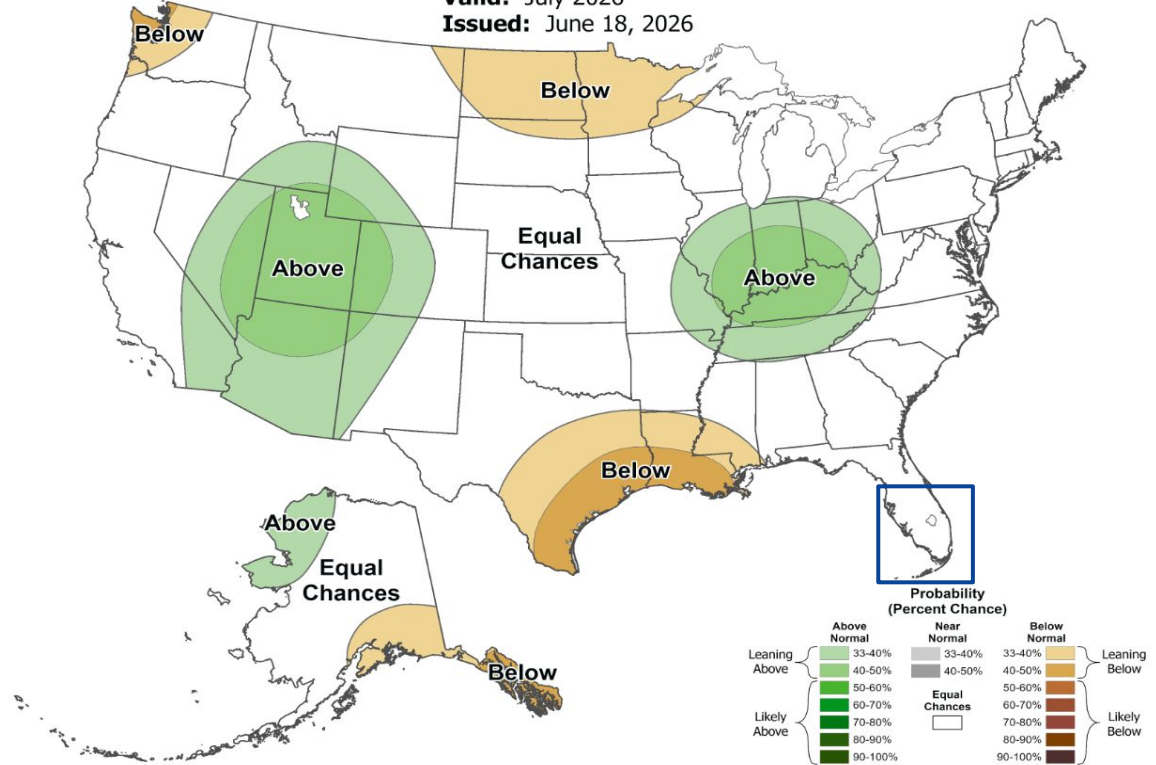 Valid: July 2026
Issued: June 18, 2026
Below
Below
Above
Equal
Chances
Above
Below
Above
Equal
Chances
Below
Probability
(Percent Chance)
Above
Normal
Near
Normal
Below
Normal
Leaning
Above
33-40%
40-50%
50-60%
60-70%
70-80%
80-90%
90-100%
Likely
Above
33-40%
40-50%
Equal
Chances
33-40%
40-50%
50-60%
60-70%
70-80%
80-90%
90-100%
Leaning
Below
Likely
Below